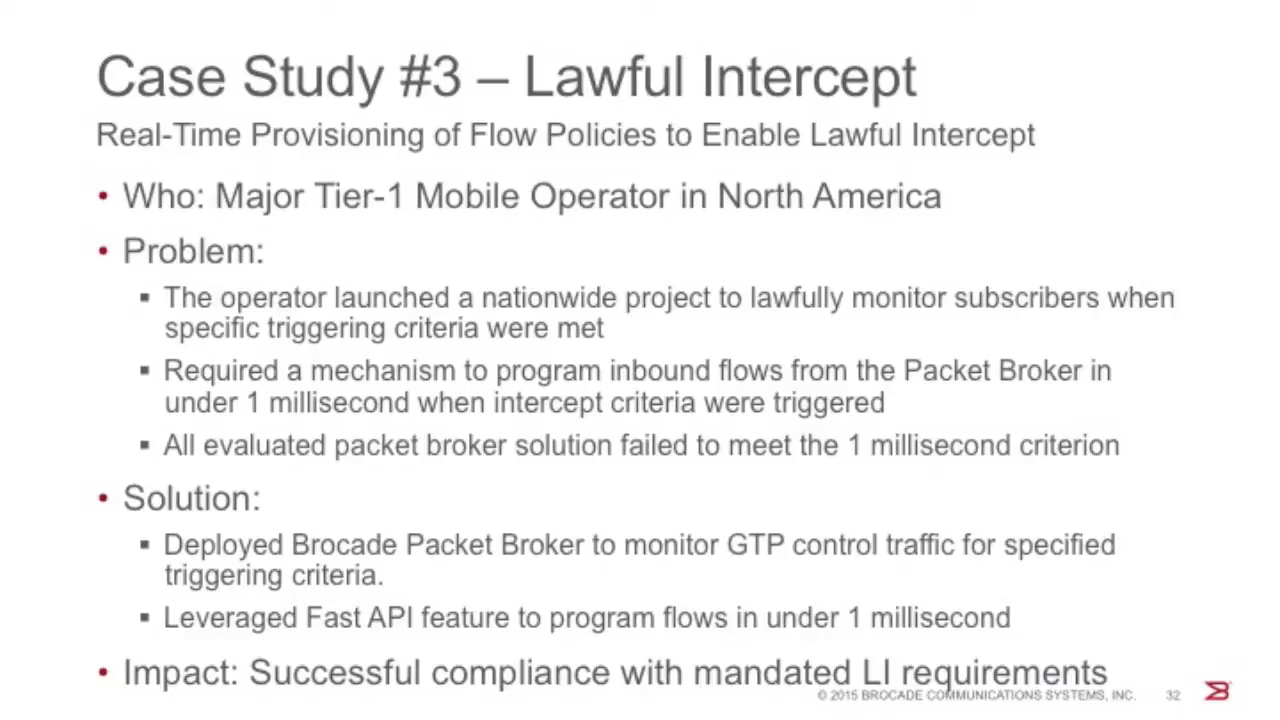 Case Study #3 – Lawful Intercept
Real-Time Provisioning of Flow Policies to Enable Lawful Intercept
• Who: Major Tier-1 Mobile Operator in North America
• Problem:
▪ The operator launched a nationwide project to lawfully monitor subscribers when
specific triggering criteria were met
▪ Required a mechanism to program inbound flows from the Packet Broker in
under 1 millisecond when intercept criteria were triggered
▪ All evaluated packet broker solution failed to meet the 1 millisecond criterion
• Solution:
▪ Deployed Brocade Packet Broker to monitor GTP control traffic for specified
triggering criteria.
▪ Leveraged Fast API feature to program flows in under 1 millisecond
• Impact: Successful compliance with mandated LI requirements
© 2015 BROCADE COMMUNICATIONS SYSTEMS, INC. 32